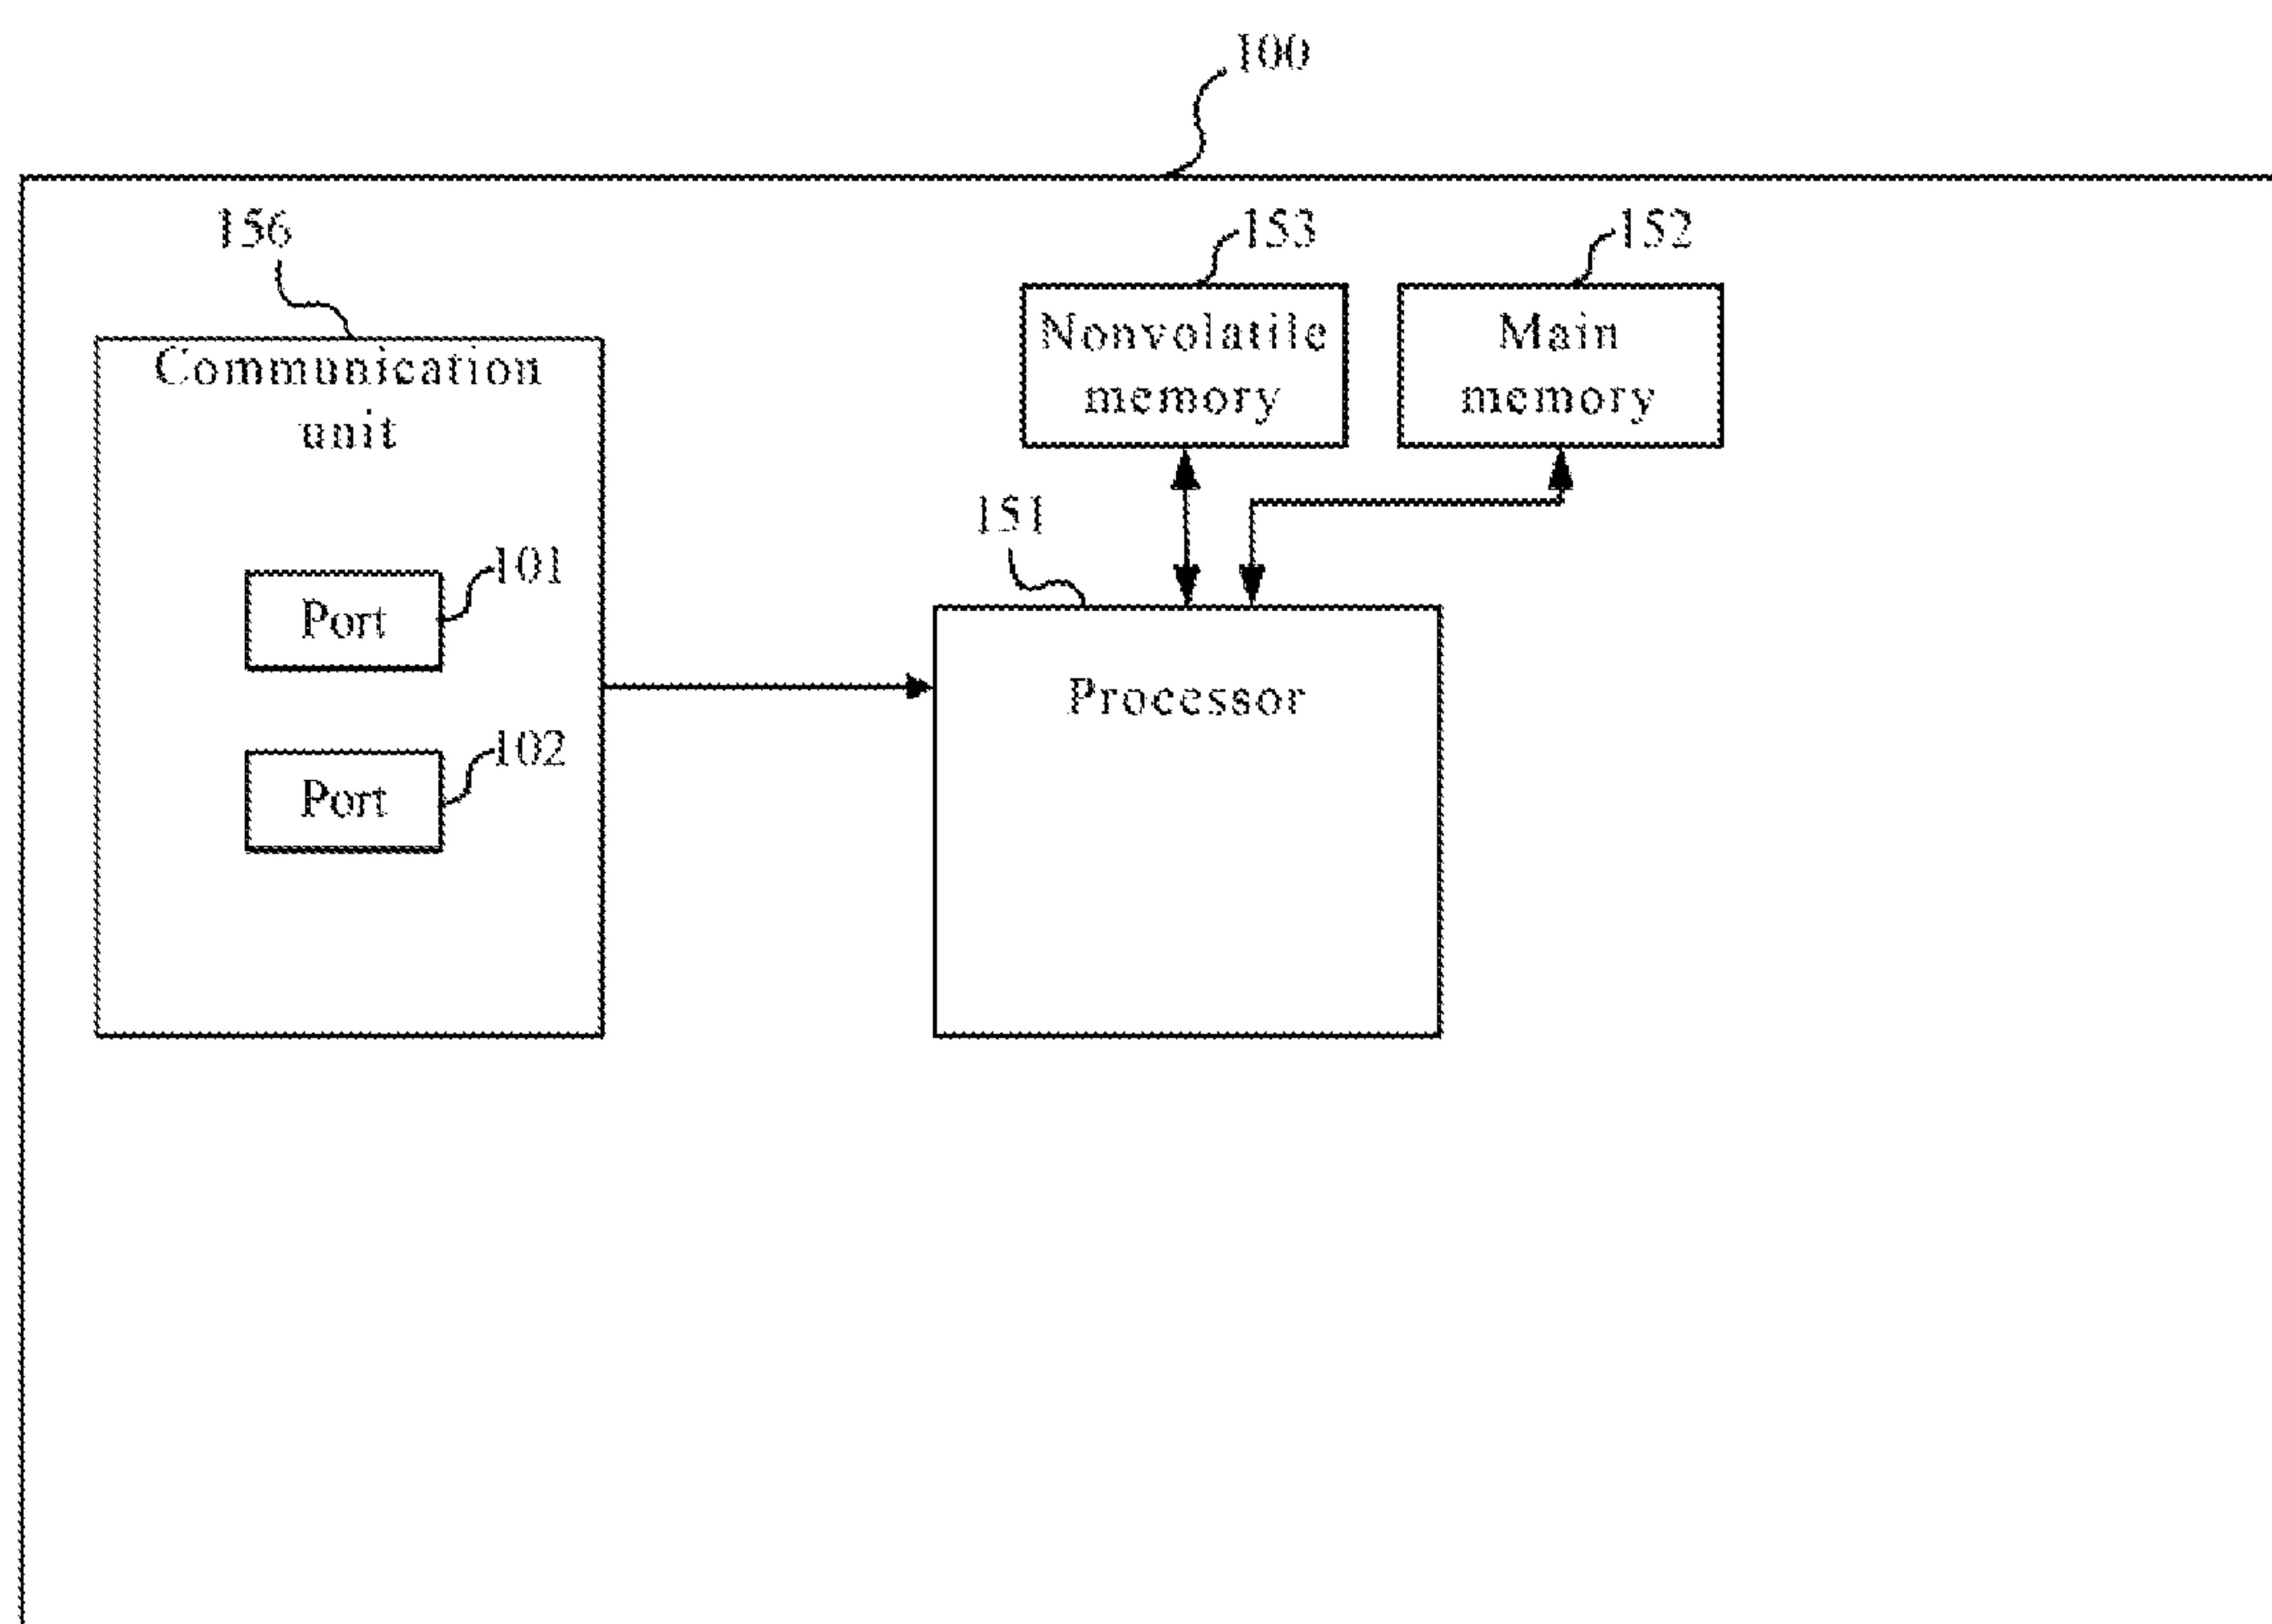 100
156
153
152
Communication
unit
Nonvolatile
memory
Main
memory
151
101
Port
Processor
102
Port